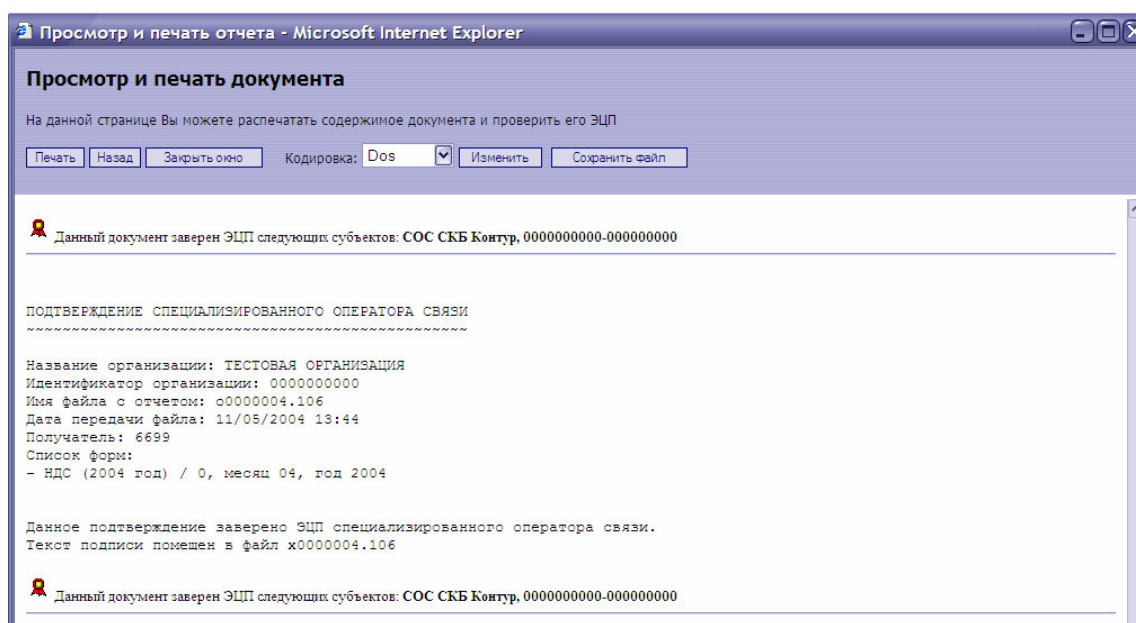 Просмотр и печать отчета - Microsoft Internet Explorer
Просмотр и печать документа
На данной странице Вы можете распечатать содержимое документа и проверить его ЭЦП
Печать Назад Закрыть окно Кодировка: Dos Изменить Сохранить файл
Данный документ заверен ЭЦП следующих субъектов: СОС СКБ Контур, 0000000000-000000000
ПОДТВЕРЖДЕНИЕ СПЕЦИАЛИЗИРОВАННОГО ОПЕРАТОРА СВЯЗИ
~~~~~~~~~~~~~~~~~~~~~~~~~~~~~~~~~~~~~~~~~~~~~~~~~
Название организации: ТЕСТОВАЯ ОРГАНИЗАЦИЯ
Идентификатор организации: 0000000000
Имя файла с отчетом: o0000004.106
Дата передачи файла: 11/05/2004 13:44
Получатель: 6699
Список форм:
- НДС (2004 год) / 0, месяц 04, год 2004
Данное подтверждение заверено ЭЦП специализированного оператора связи.
Текст подписи помещен в файл x0000004.106
Данный документ заверен ЭЦП следующих субъектов: СОС СКБ Контур, 0000000000-000000000